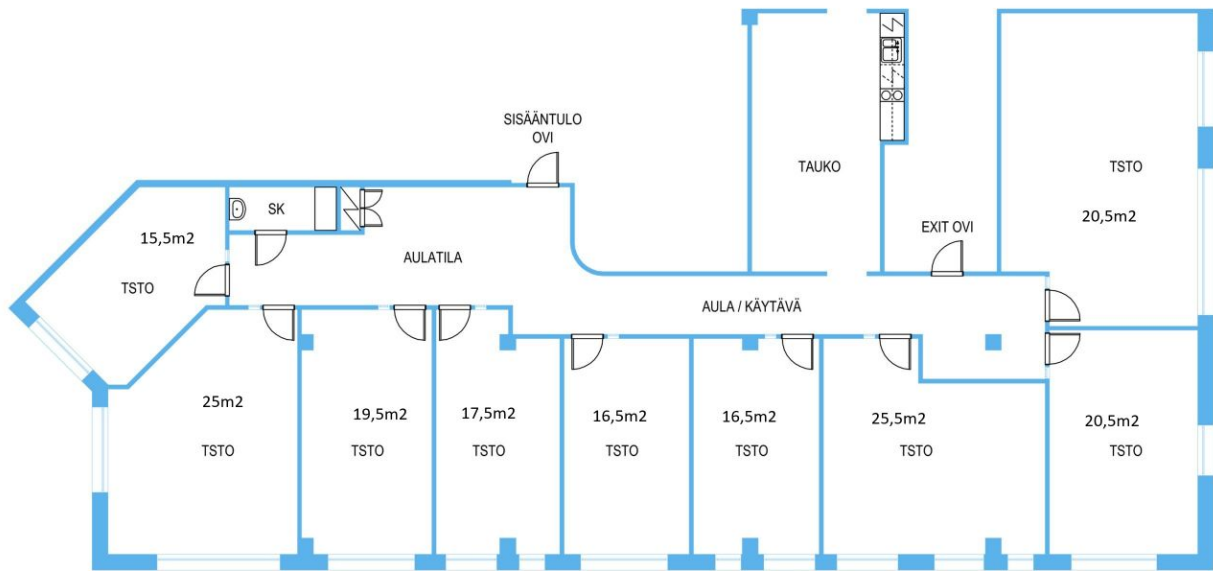 SISÄÄNTULO
OVI
TAUKO
TSTO
20,5m2
SK
15,5m2
TSTO
EXIT OVI
AULATILA
AULA / KÄYTÄVÄ
25m2
TSTO
19,5m2
TSTO
17,5m2
TSTO
16,5m2
TSTO
16,5m2
TSTO
25,5m2
TSTO
20,5m2
TSTO